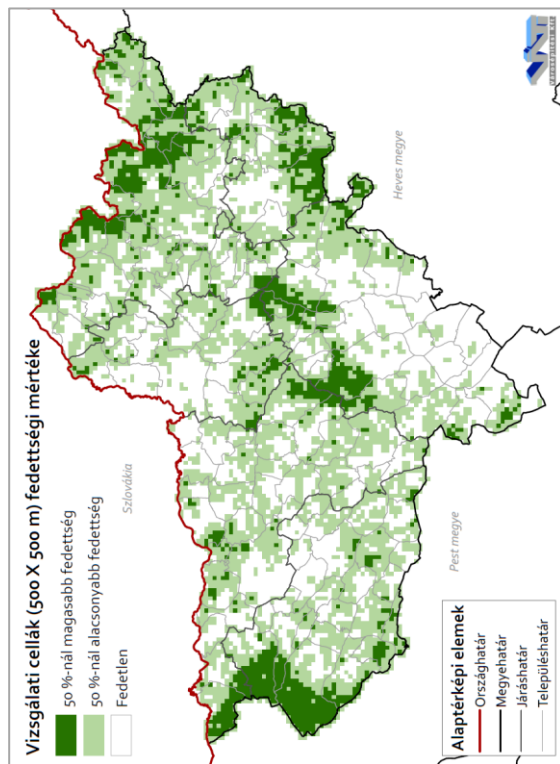 Vizsgálati cellák (500 X 500 m) fedettségi mértéke
50 %-nál magasabb fedettség
50 %-nál alacsonyabb fedettség
Fedetlen
Szlovákia
Heves megye
Pest megye
Alaptérképi elemek
Országhatár
Megyehatár
Járáshatár
Településhatár